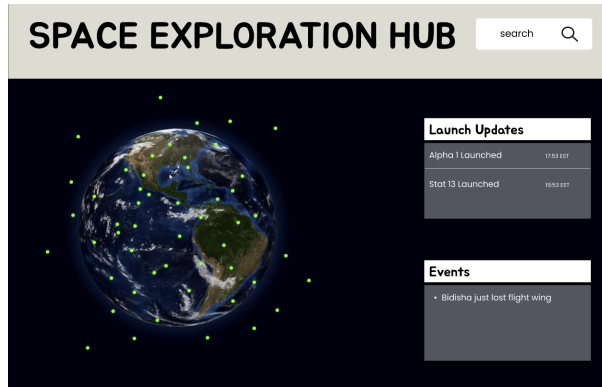 SPACE EXPLORATION HUB
search
Launch Updates
Alpha 1 Launched 17:53 EST
Stat 13 Launched 19:53 EST
Events
• Bidisha just lost flight wing